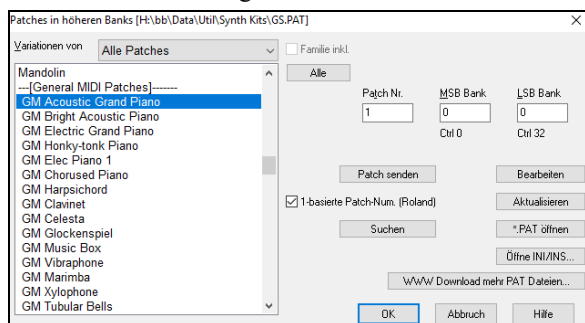 Patches in höheren Banks [H:\bb\Data\Util\Synth Kits\GS.PAT]
Variationen von
Alle Patches
Familie inkl.
Mandolin
---[General MIDI Patches]-------
GM Acoustic Grand Piano
GM Bright Acoustic Piano
GM Electric Grand Piano
GM Honky-tonk Piano
GM Elec Piano 1
GM Chorused Piano
GM Harpsichord
GM Clavinet
GM Celesta
GM Glockenspiel
GM Music Box
GM Vibraphone
GM Marimba
GM Xylophone
GM Tubular Bells
Alle
Patch Nr. MSB Bank LSB Bank
1 0 0
Ctrl 0 Ctrl 32
Patch senden Bearbeiten
1-basierte Patch-Num. (Roland) Aktualisieren
Suchen *.PAT öffnen
Öffne INI/INS...
WWW Download mehr PAT Dateien...
OK Abbruch Hilfe